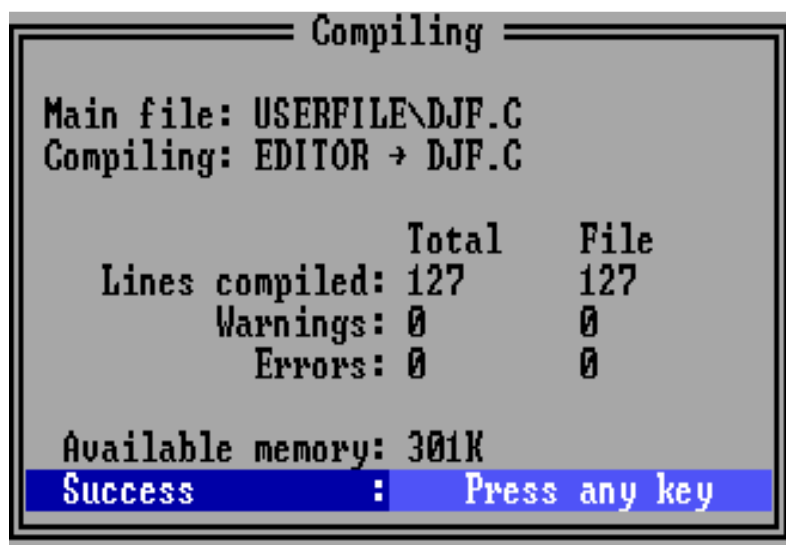 Compiling
Main file: USERFILE\DJF.C
Compiling: EDITOR → DJF.C
Total File
Lines compiled: 127 127
Warnings: 0 0
Errors: 0 0
Available memory: 301K
Success : Press any key